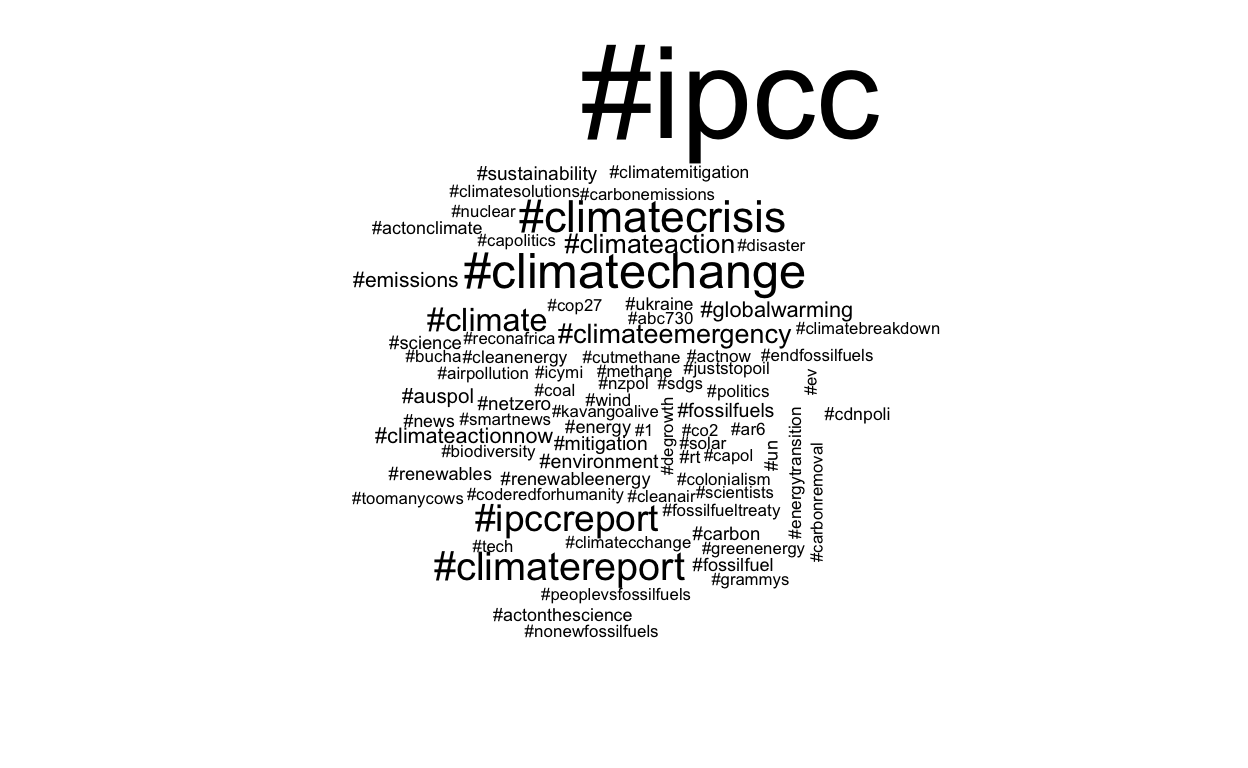 #ipcc
#sustainability #climatemitigation
#climatesolutions #carbonemissions
#nuclear #climatecrisis
#actonclimate
#capolitics #climateaction #disaster
#emissions #climatechange
#cop27 #ukraine #globalwarming
#climate #abc730
#climateemergency #climatebreakdown
#science #reconafrica
#bucha #cleanenergy #cutmethane #actnow #endfossilfuels
#airpollution #icymi #methane #juststopoil
#ev
#coal #nzpol #sdgs #politics
#auspol #netzero #wind
#kavangoalive #fossilfuels #cdnpoli
#news #smartnews #energy #1 #co2 #ar6
#climateactionnow #mitigation #degrowth #solar
#biodiversity #rt #capol #un
#environment #energytransition
#renewables #renewableenergy #colonialism
#toomanycows #coderedforhumanity #cleanair #scientists
#carbonremoval
#ipccreport #fossilfueltreaty
#carbon
#tech #climatecchange #greenenergy
#climatereport #fossilfuel
#grammys
#peoplevsfossilfuels
#actonthescience
#nonewfossilfuels